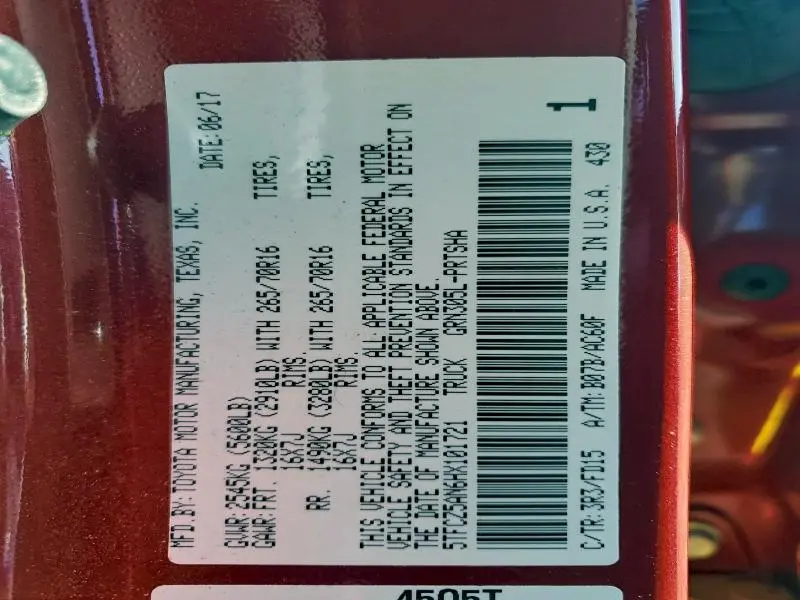 MFD.BY:TOYOTA MOTOR MANUFACTURING, TEXAS, INC. DATE:06/17
GVWR:2545KG (5600LB)
GAWR:FRT. 1320KG (2910LB) WITH 265/70R16 TIRES,
16X7J RIMS.
RR. 1490KG (3280LB) WITH 265/70R16 TIRES,
16X7J RIMS.
THIS VEHICLE CONFORMS TO ALL APPLICABLE FEDERAL MOTOR
VEHICLE SAFETY AND THEFT PREVENTION STANDARDS IN EFFECT ON
THE DATE OF MANUFACTURE SHOWN ABOVE.
5TFCZ5AN6HX101721 TRUCK GRN305L-PRTSHA
1
C/TR:3R3/FD15 A/TM:B07B/AC60F MADE IN U.S.A. 430
4505T